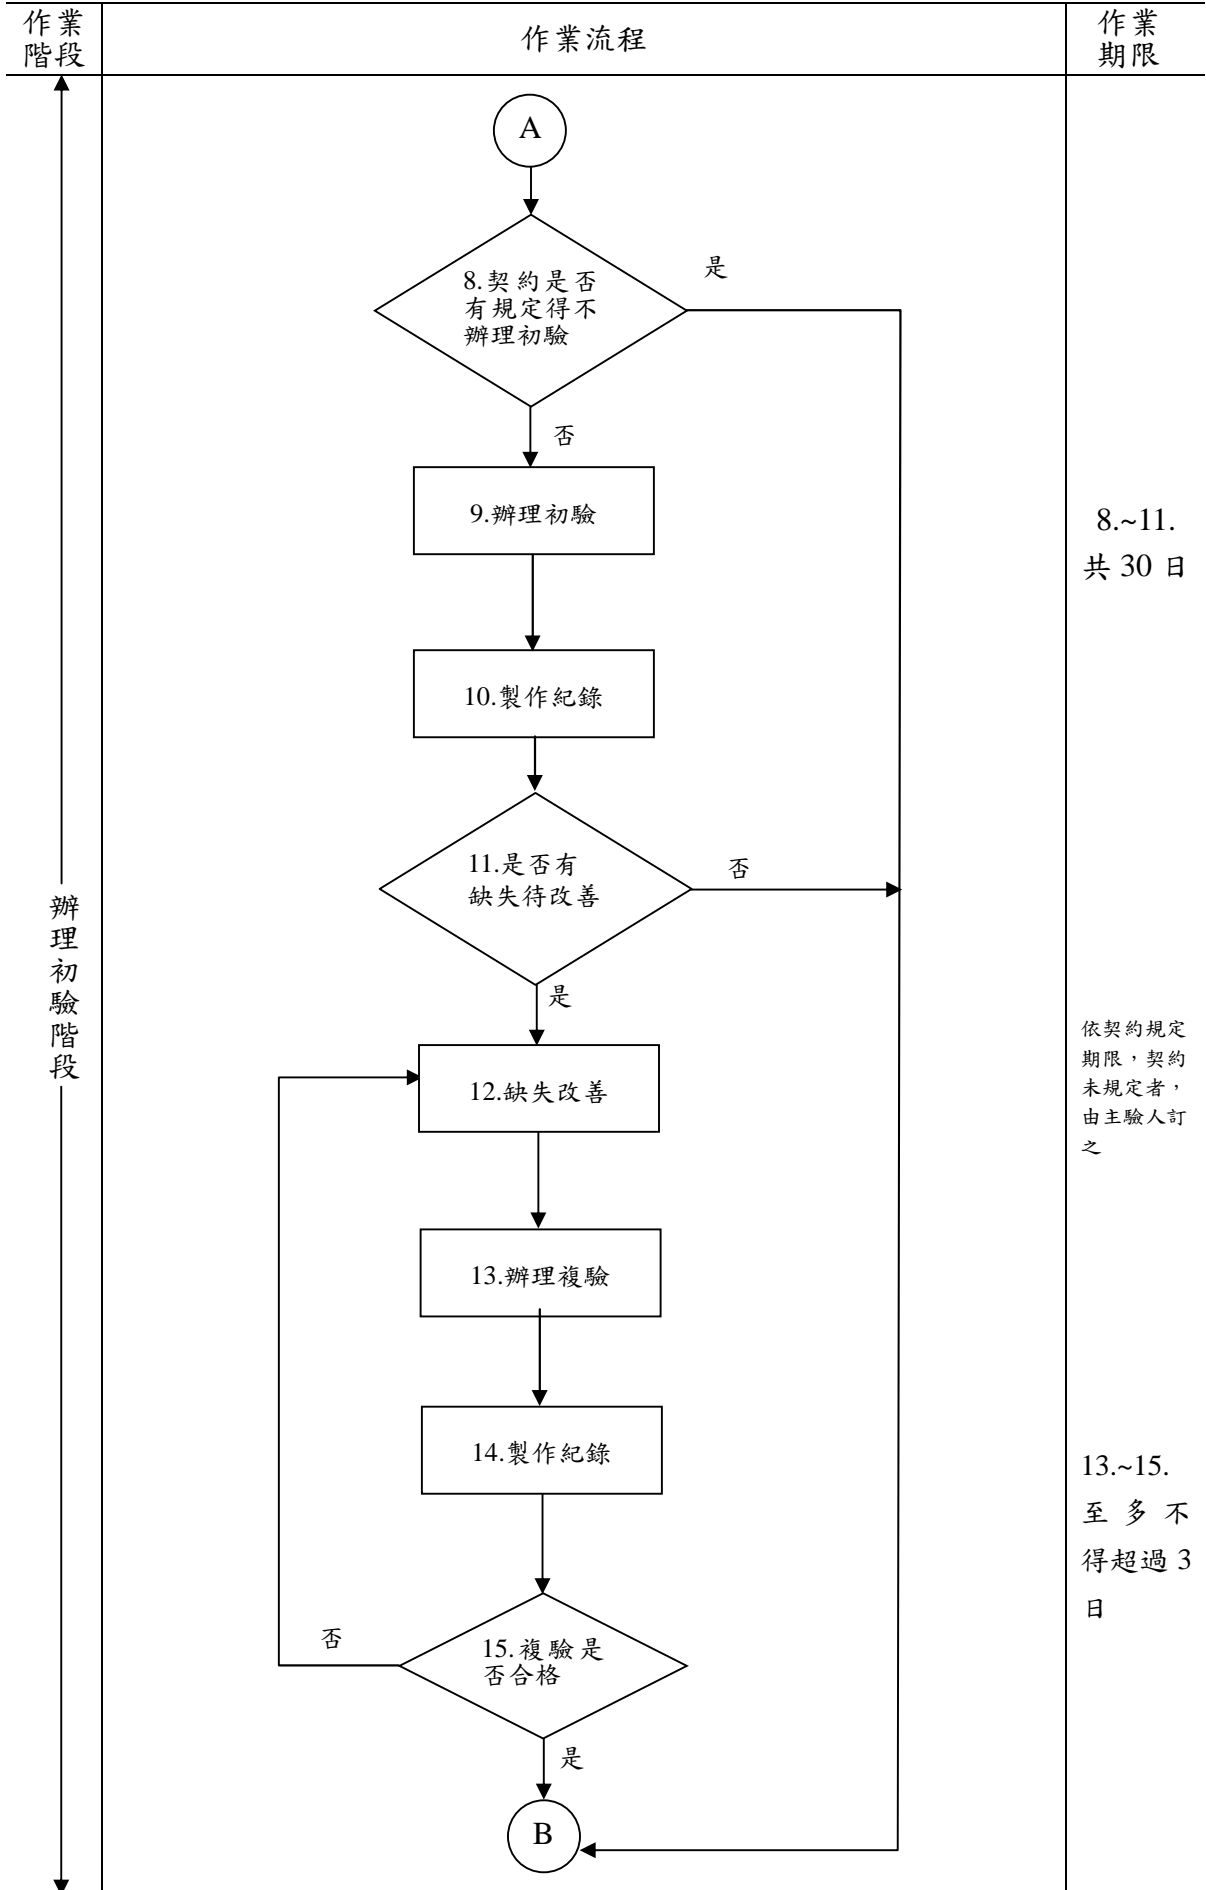 作業
階段
作業流程
作業
期限
A
8.契約是否
有規定得不
辦理初驗
是
否
9.辦理初驗
8.~11.
共 30 日
10.製作紀錄
11.是否有
缺失待改善
否
是
辦
理
初
驗
階
段
12.缺失改善
依契約規定
期限，契約
未規定者，
由主驗人訂
之
13.辦理複驗
14.製作紀錄
13.~15.
至多不
得超過 3
日
15.複驗是
否合格
否
是
B